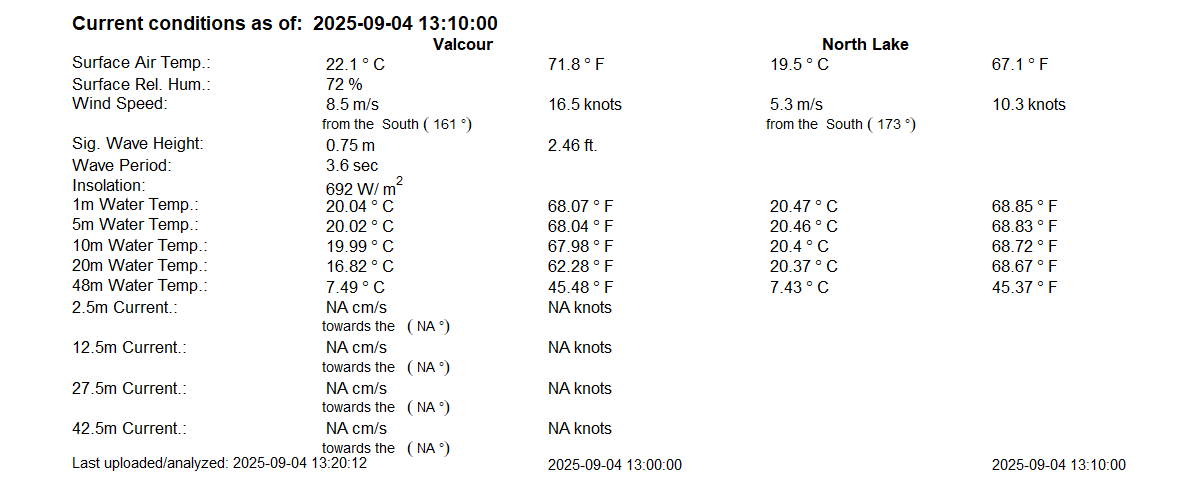 Current conditions as of: 2025-09-04 13:10:00
Valcour North Lake
Surface Air Temp.: 22.1 ° C 71.8 ° F 19.5 ° C 67.1 ° F
Surface Rel. Hum.: 72 %
Wind Speed: 8.5 m/s 16.5 knots 5.3 m/s 10.3 knots
from the South ( 161 °) from the South ( 173 °)
Sig. Wave Height: 0.75 m 2.46 ft.
Wave Period: 3.6 sec
Insolation: 692 W/ m²
1m Water Temp.: 20.04 ° C 68.07 ° F 20.47 ° C 68.85 ° F
5m Water Temp.: 20.02 ° C 68.04 ° F 20.46 ° C 68.83 ° F
10m Water Temp.: 19.99 ° C 67.98 ° F 20.4 ° C 68.72 ° F
20m Water Temp.: 16.82 ° C 62.28 ° F 20.37 ° C 68.67 ° F
48m Water Temp.: 7.49 ° C 45.48 ° F 7.43 ° C 45.37 ° F
2.5m Current.: NA cm/s NA knots
towards the ( NA °)
12.5m Current.: NA cm/s NA knots
towards the ( NA °)
27.5m Current.: NA cm/s NA knots
towards the ( NA °)
42.5m Current.: NA cm/s NA knots
towards the ( NA °)
Last uploaded/analyzed: 2025-09-04 13:20:12 2025-09-04 13:00:00 2025-09-04 13:10:00